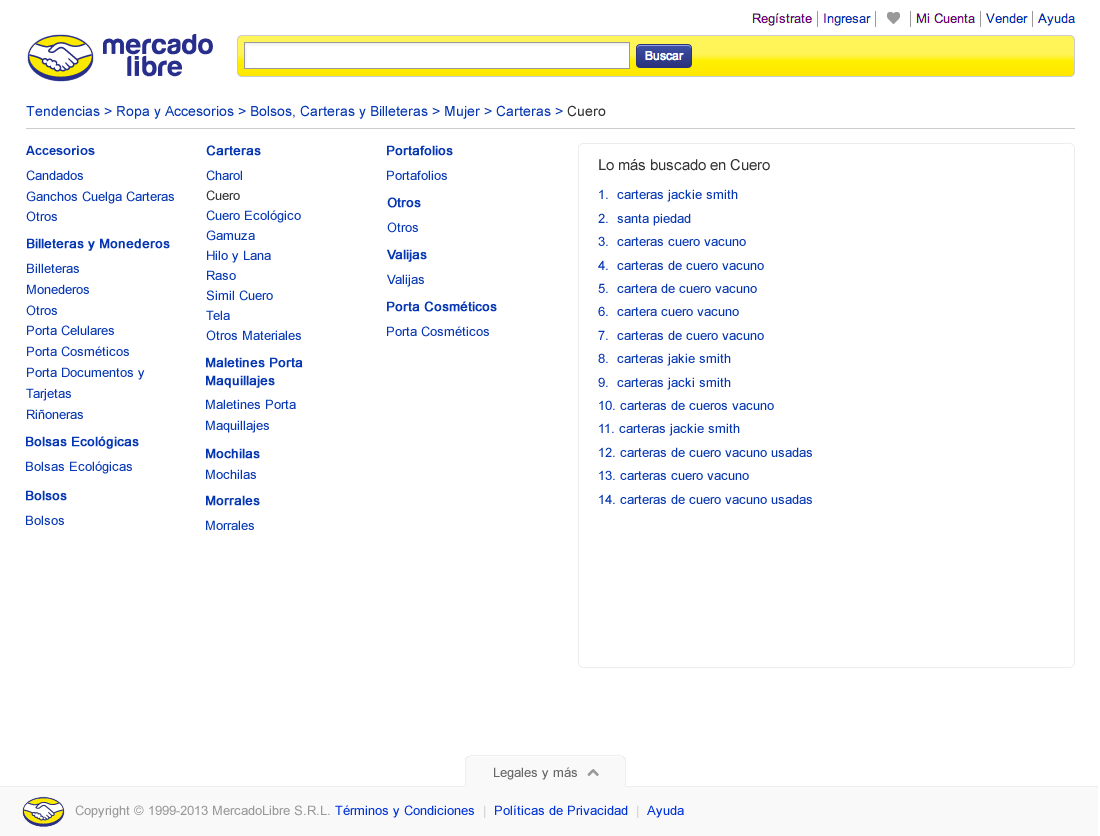 Regístrate Ingresar Mi Cuenta Vender Ayuda
mercado
libre
Buscar
Tendencias > Ropa y Accesorios > Bolsos, Carteras y Billeteras > Mujer > Carteras > Cuero
Accesorios
Candados
Ganchos Cuelga Carteras
Otros
Billeteras y Monederos
Billeteras
Monederos
Otros
Porta Celulares
Porta Cosméticos
Porta Documentos y
Tarjetas
Riñoneras
Bolsas Ecológicas
Bolsas Ecológicas
Bolsos
Bolsos
Carteras
Charol
Cuero
Cuero Ecológico
Gamuza
Hilo y Lana
Raso
Simil Cuero
Tela
Otros Materiales
Maletines Porta
Maquillajes
Maletines Porta
Maquillajes
Mochilas
Mochilas
Morrales
Morrales
Portafolios
Portafolios
Otros
Otros
Valijas
Valijas
Porta Cosméticos
Porta Cosméticos
Lo más buscado en Cuero
1. carteras jackie smith
2. santa piedad
3. carteras cuero vacuno
4. carteras de cuero vacuno
5. cartera de cuero vacuno
6. cartera cuero vacuno
7. carteras de cuero vacuno
8. carteras jakie smith
9. carteras jacki smith
10. carteras de cueros vacuno
11. carteras jackie smith
12. carteras de cuero vacuno usadas
13. carteras cuero vacuno
14. carteras de cuero vacuno usadas
Legales y más
Copyright © 1999-2013 MercadoLibre S.R.L. Términos y Condiciones | Políticas de Privacidad | Ayuda